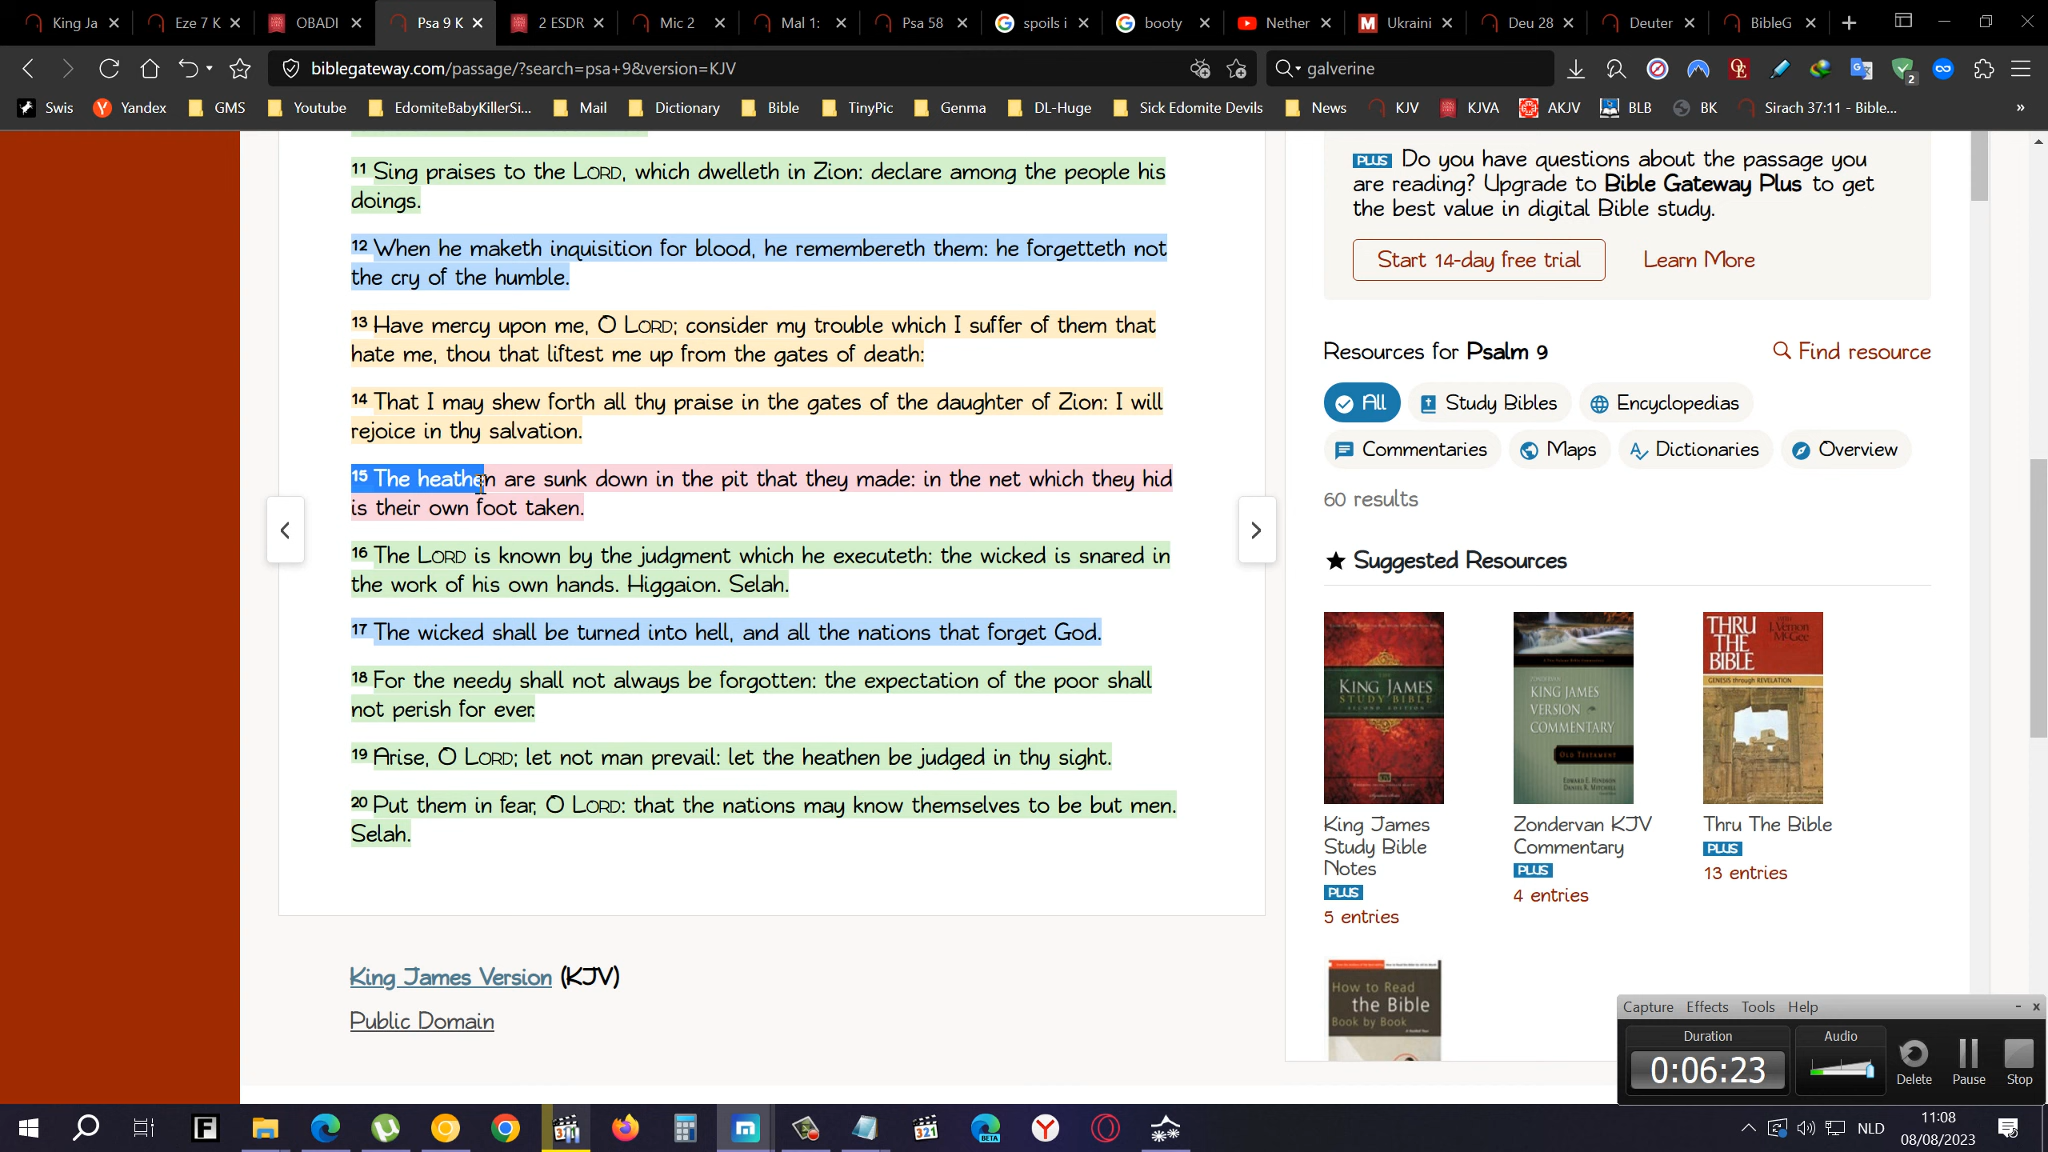 King Ja
Eze 7 K
OBADI
Psa 9 K
2 ESDR
Mic 2
Mal 1:
Psa 58
spoils i
booty
Nether
Ukraini
Deu 28
Deuter
BibleG
biblegateway.com/passage/?search=psa+9&version=KJV
galverine
2
Swis
Yandex
GMS
Youtube
EdomiteBabyKillerSi...
Mail
Dictionary
Bible
TinyPic
Genma
DL-Huge
Sick Edomite Devils
News
KJV
KJVA
AKJV
BLB
BK
Sirach 37:11 - Bible...
11 Sing praises to the LORD, which dwelleth in Zion: declare among the people his
doings.
12 When he maketh inquisition for blood, he remembereth them: he forgetteth not
the cry of the humble.
13 Have mercy upon me, O LORD; consider my trouble which I suffer of them that
hate me, thou that liftest me up from the gates of death:
14 That I may shew forth all thy praise in the gates of the daughter of Zion: I will
rejoice in thy salvation.
15 The heathen are sunk down in the pit that they made: in the net which they hid
is their own foot taken.
16 The LORD is known by the judgment which he executeth: the wicked is snared in
the work of his own hands. Higgaion. Selah.
17 The wicked shall be turned into hell, and all the nations that forget God.
18 For the needy shall not always be forgotten: the expectation of the poor shall
not perish for ever.
19 Arise, O LORD; let not man prevail: let the heathen be judged in thy sight.
20 Put them in fear, O LORD: that the nations may know themselves to be but men.
Selah.
King James Version (KJV)
Public Domain
PLUS Do you have questions about the passage you
are reading? Upgrade to Bible Gateway Plus to get
the best value in digital Bible study.
Start 14-day free trial
Learn More
Resources for Psalm 9
Find resource
All
Study Bibles
Encyclopedias
Commentaries
Maps
Dictionaries
Overview
60 results
Suggested Resources
KING JAMES
STUDY BIBLE
SECOND EDITION
ZONDERVAN
KING JAMES
VERSION
COMMENTARY
OLD TESTAMENT
THRU
THE
BIBLE
with J. Vernon
McGee
GENESIS through REVELATION
King James
Study Bible
Notes
PLUS
5 entries
Zondervan KJV
Commentary
PLUS
4 entries
Thru The Bible
PLUS
13 entries
How to Read
the Bible
Book by Book
Capture
Effects
Tools
Help
Duration
0:06:23
Audio
Delete
Pause
Stop
321
BETA
NLD
11:08
08/08/2023